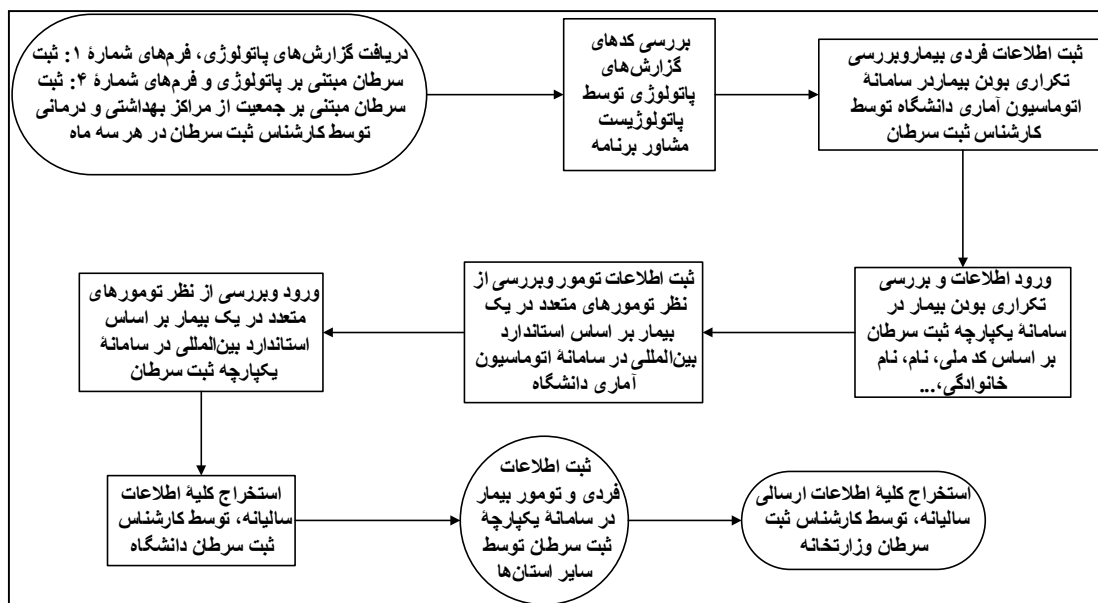 دریافت گزارش‌های پاتولوژی، فرم‌های شمارۀ ۱: ثبت
سرطان مبتنی بر پاتولوژی و فرم‌های شمارۀ ۴: ثبت
سرطان مبتنی بر جمعیت از مراکز بهداشتی و درمانی
توسط کارشناس ثبت سرطان در هر سه ماه
بررسی کدهای
گزارش‌های
پاتولوژی توسط
پاتولوژیست
مشاور برنامه
ثبت اطلاعات فردی بیماروبررسی
تکراری بودن بیماردر سامانۀ
اتوماسیون آماری دانشگاه توسط
کارشناس ثبت سرطان
ورود اطلاعات و بررسی
تکراری بودن بیمار در
سامانۀ یکپارچه ثبت سرطان
بر اساس کد ملی، نام، نام
خانوادگی،...
ثبت اطلاعات تومور وبررسی از
نظر تومورهای متعدد در یک
بیمار بر اساس استاندارد
بین‌المللی در سامانۀ اتوماسیون
آماری دانشگاه
ورود وبررسی از نظر تومورهای
متعدد در یک بیمار بر اساس
استاندارد بین‌المللی در سامانۀ
یکپارچه ثبت سرطان
استخراج کلیۀ اطلاعات
سالیانه، توسط کارشناس
ثبت سرطان دانشگاه
ثبت اطلاعات
فردی و تومور بیمار
در سامانۀ یکپارچۀ
ثبت سرطان توسط
سایر استان‌ها
استخراج کلیۀ اطلاعات ارسالی
سالیانه، توسط کارشناس ثبت
سرطان وزارتخانه